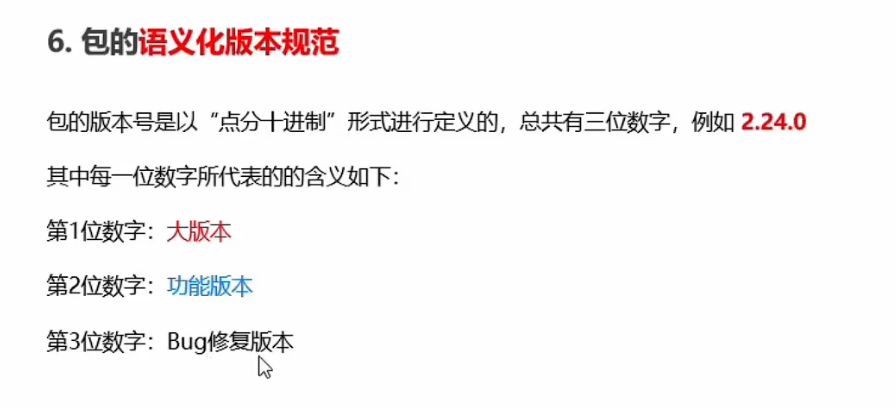 6. 包的语义化版本规范
包的版本号是以“点分十进制”形式进行定义的，总共有三位数字，例如 2.24.0
其中每一位数字所代表的的含义如下：
第1位数字：大版本
第2位数字：功能版本
第3位数字：Bug修复版本